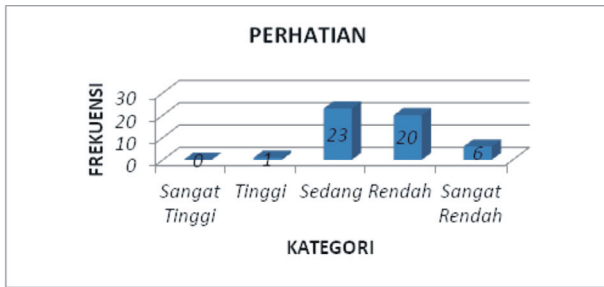 PERHATIAN
FREKUENSI
30
20
10
0
0
1
23
20
6
Sangat Tinggi
Tinggi
Sedang
Rendah
Sangat Rendah
KATEGORI